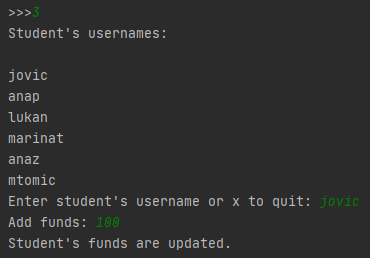 >>>3
Student's usernames:

jovic
anap
lukan
marinat
anaz
mtomic
Enter student's username or x to quit: jovic
Add funds: 100
Student's funds are updated.